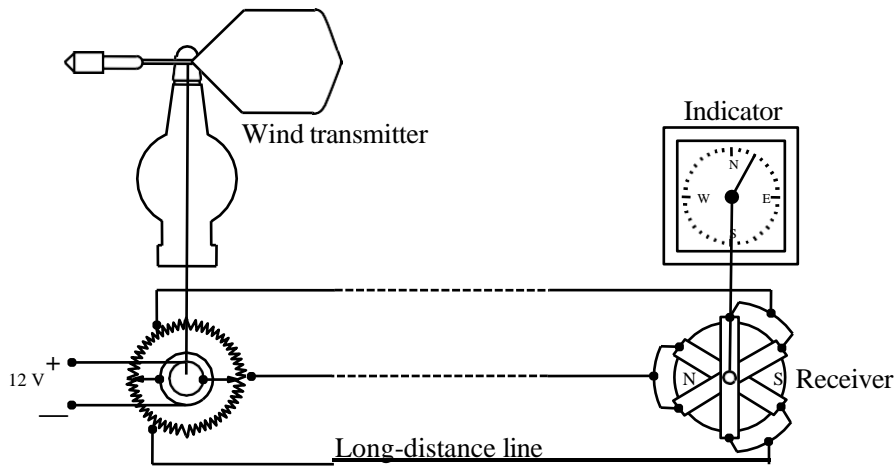 Indicator
Wind transmitter
N
W E
S
+
12 V
—
N S
Receiver
Long-distance line